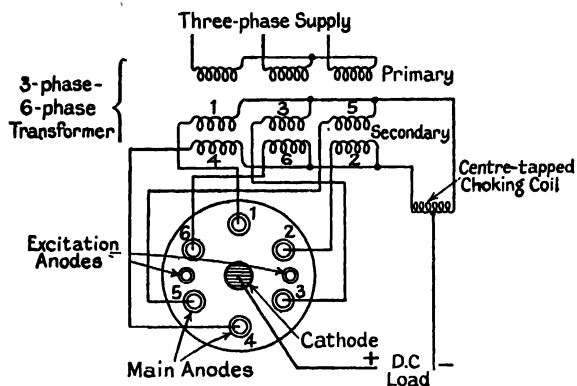 Three-phase Supply
3-phase-
6-phase
Transformer
Primary
1 3 5
Secondary
4 6 2
Centre-tapped
Choking Coil
Excitation
Anodes
1
6 2
5 3
4
Cathode
Main Anodes
+ D.C −
Load